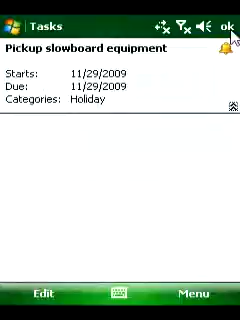 Tasks
ok
Pickup slowboard equipment
Starts: 11/29/2009
Due: 11/29/2009
Categories: Holiday
Edit
Menu